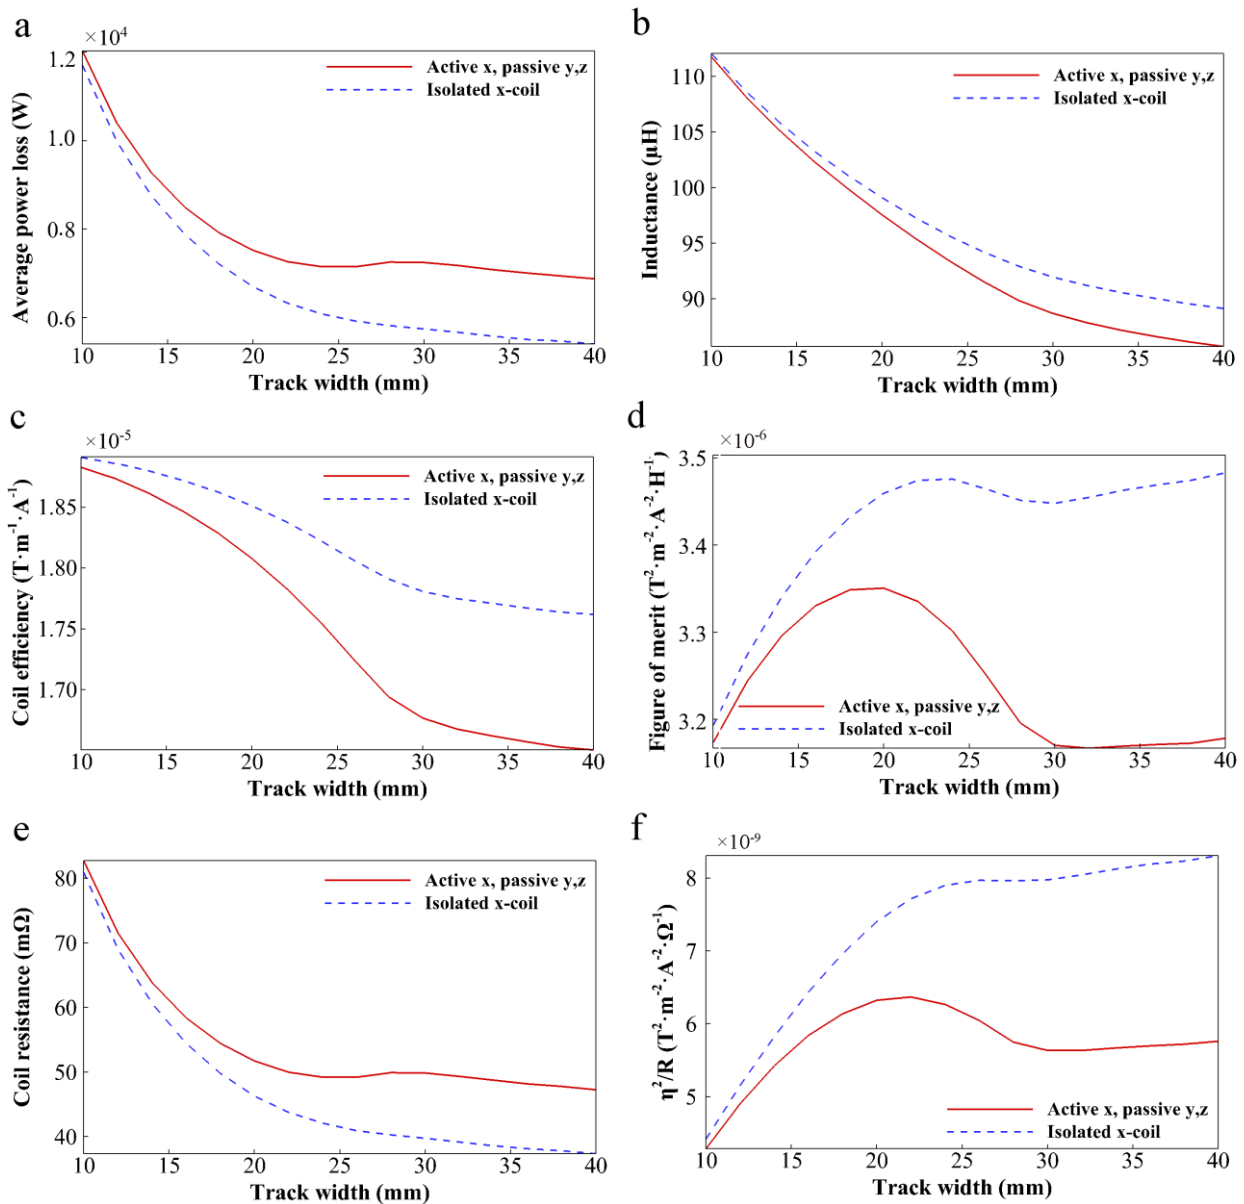 a
×10⁴
1.2
1.0
0.8
0.6
Average power loss (W)
Active x, passive y,z
Isolated x-coil
10 15 20 25 30 35 40
Track width (mm)
b
110
105
100
95
90
Inductance (μH)
Active x, passive y,z
Isolated x-coil
10 15 20 25 30 35 40
Track width (mm)
c
×10⁻⁵
1.85
1.80
1.75
1.70
Coil efficiency (T·m⁻¹·A⁻¹)
Active x, passive y,z
Isolated x-coil
10 15 20 25 30 35 40
Track width (mm)
d
×10⁻⁶
3.5
3.4
3.3
3.2
Figure of merit (T²·m⁻²·A⁻²·H⁻¹)
Active x, passive y,z
Isolated x-coil
10 15 20 25 30 35 40
Track width (mm)
e
80
70
60
50
40
Coil resistance (mΩ)
Active x, passive y,z
Isolated x-coil
10 15 20 25 30 35 40
Track width (mm)
f
×10⁻⁹
8
7
6
5
η²/R (T²·m⁻²·A⁻²·Ω⁻¹)
Active x, passive y,z
Isolated x-coil
10 15 20 25 30 35 40
Track width (mm)